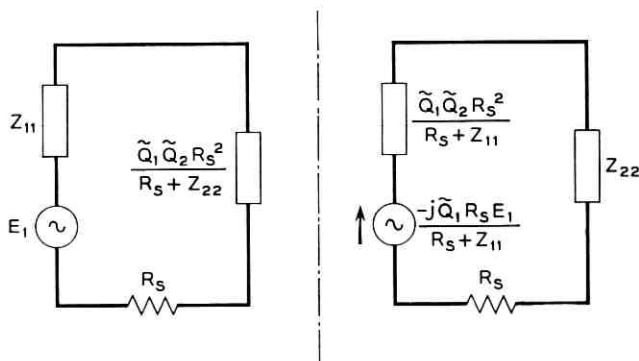 Z₁₁
Q̃₁Q̃₂Rₛ²
Rₛ+Z₂₂
E₁
Rₛ
Q̃₁Q̃₂Rₛ²
Rₛ+Z₁₁
Z₂₂
-jQ̃₁RₛE₁
Rₛ+Z₁₁
Rₛ